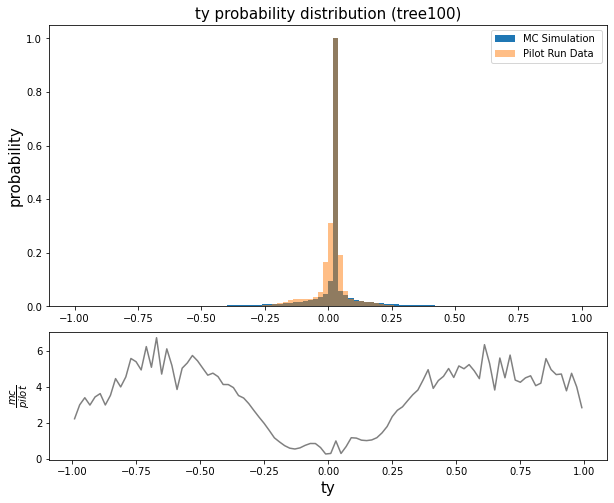 ty probability distribution (tree100)
MC Simulation
Pilot Run Data
probability
1.0
0.8
0.6
0.4
0.2
0.0
−1.00 −0.75 −0.50 −0.25 0.00 0.25 0.50 0.75 1.00
mc
pilot
6
4
2
0
−1.00 −0.75 −0.50 −0.25 0.00 0.25 0.50 0.75 1.00
ty